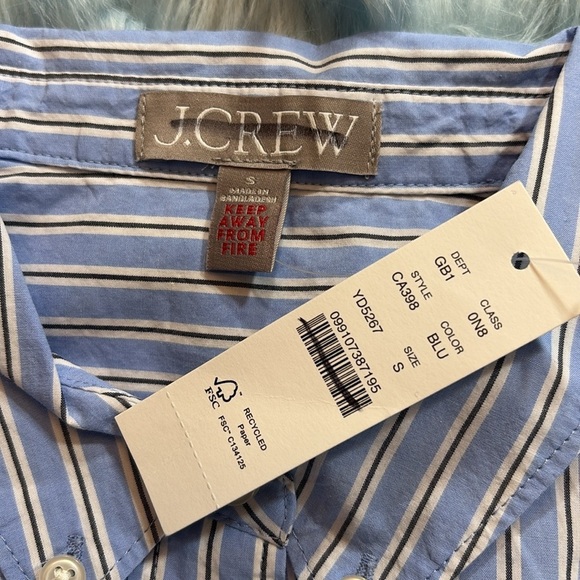 J.CREW
S
MADE IN
BANGLADESH
KEEP
AWAY
FROM
FIRE
DEPT
GB1
CLASS
0N8
STYLE
CA398
COLOR
BLU
SIZE
S
YD5267
099107387195
FSC
FSC® C134125
RECYCLED
Paper